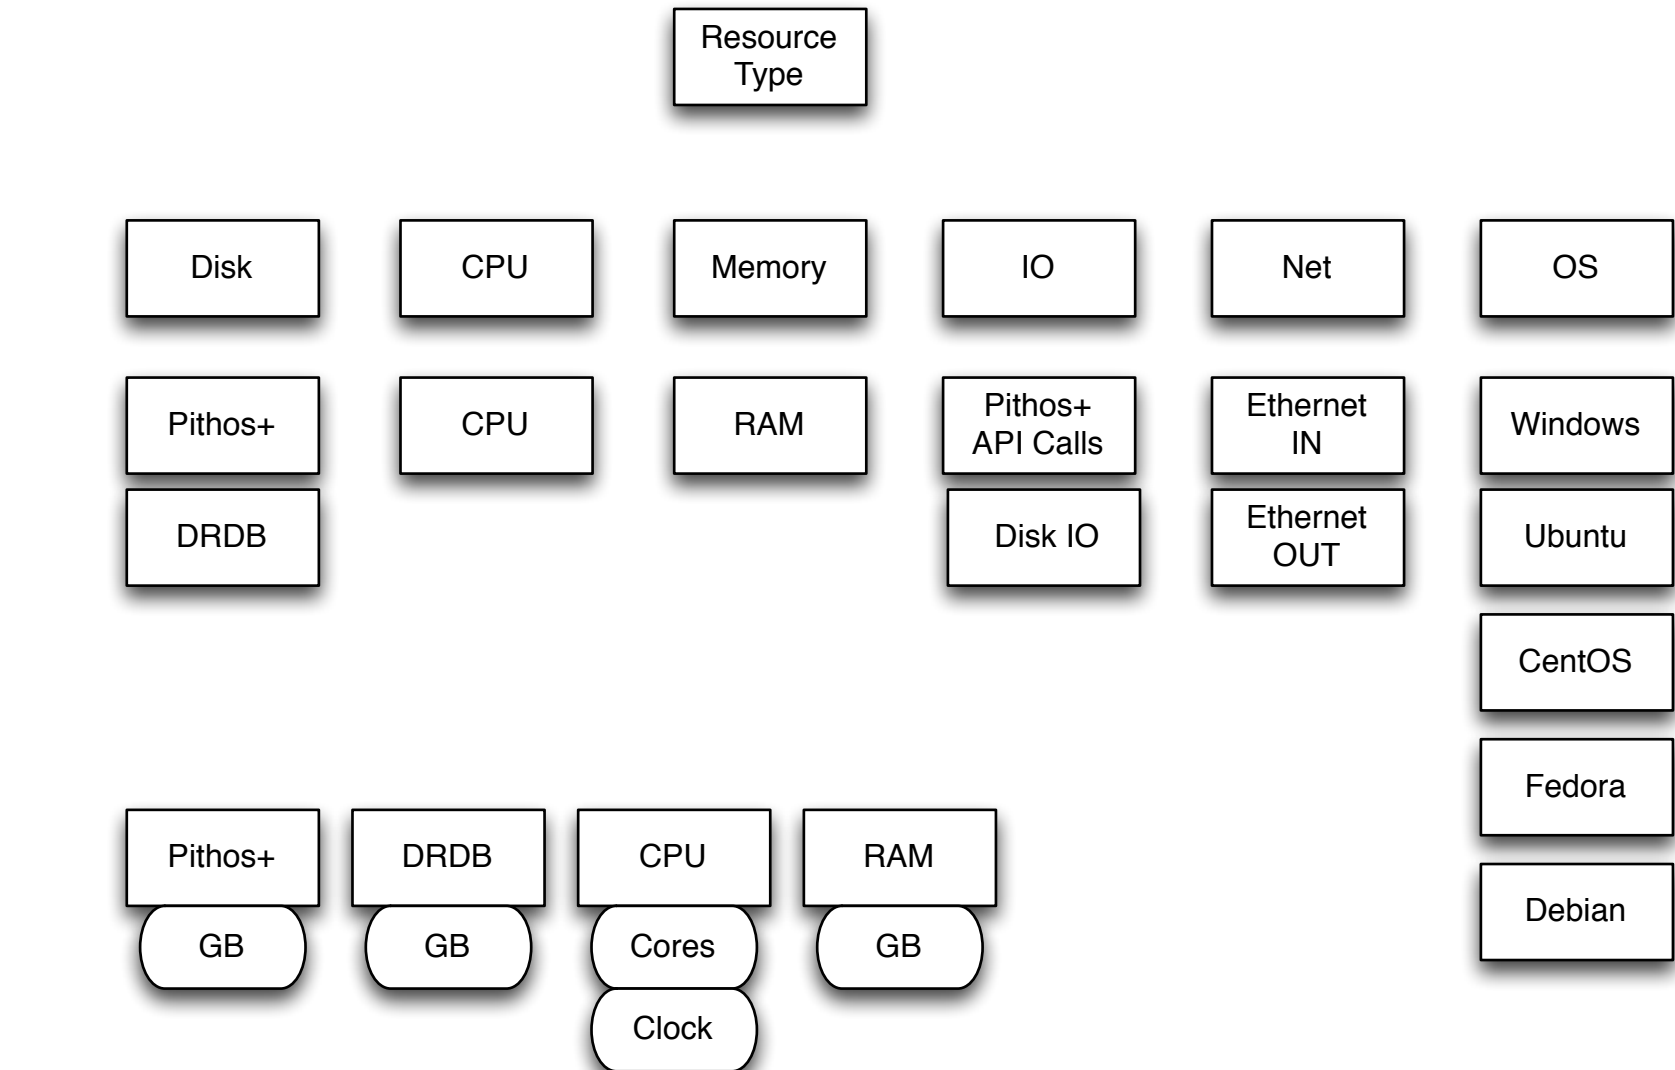 Resource
Type
Disk
CPU
Memory
IO
Net
OS
Pithos+
CPU
RAM
Pithos+
API Calls
Ethernet
IN
Windows
DRDB
Disk IO
Ethernet
OUT
Ubuntu
CentOS
Fedora
Pithos+
DRDB
CPU
RAM
Debian
GB
GB
Cores
GB
Clock